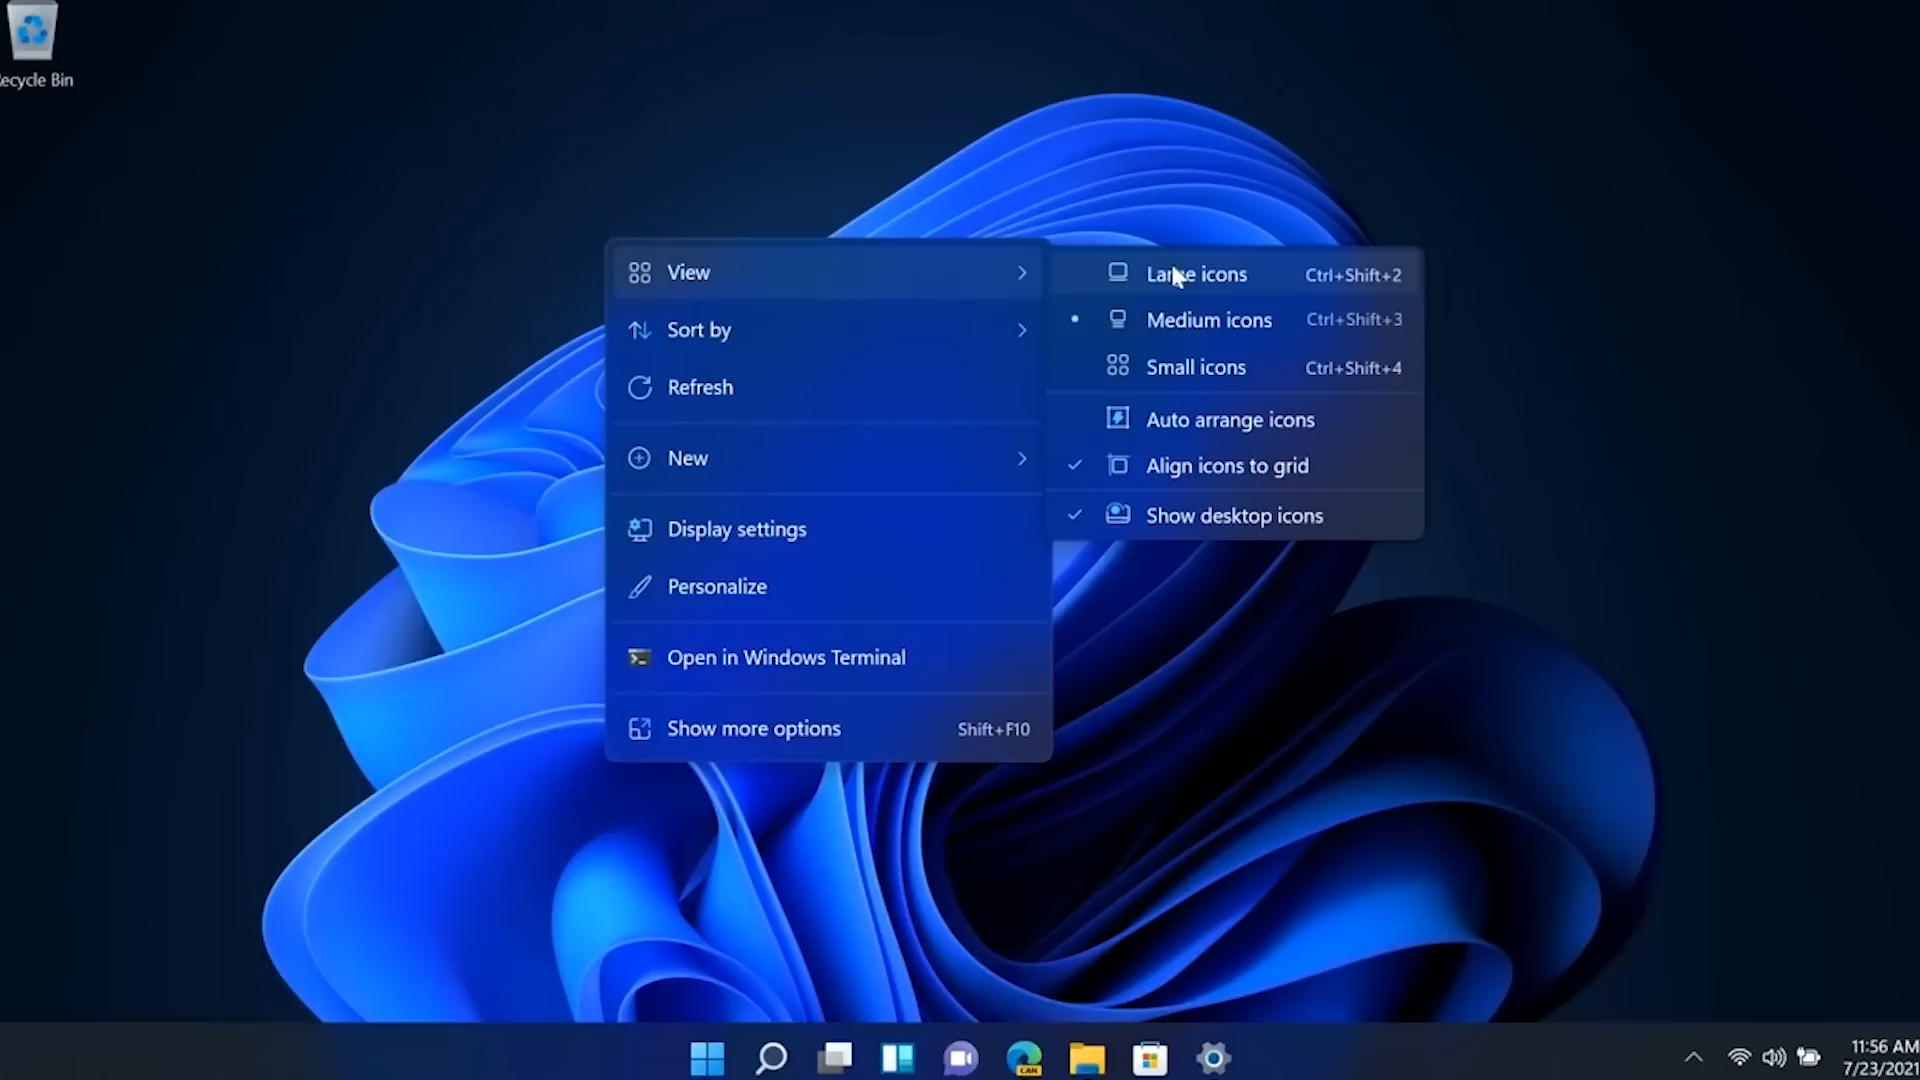 ecycle Bin
View
Sort by
Refresh
New
Display settings
Personalize
Open in Windows Terminal
Show more options Shift+F10
Large icons Ctrl+Shift+2
Medium icons Ctrl+Shift+3
Small icons Ctrl+Shift+4
Auto arrange icons
Align icons to grid
Show desktop icons
CAN
11:56 AM
7/23/2021